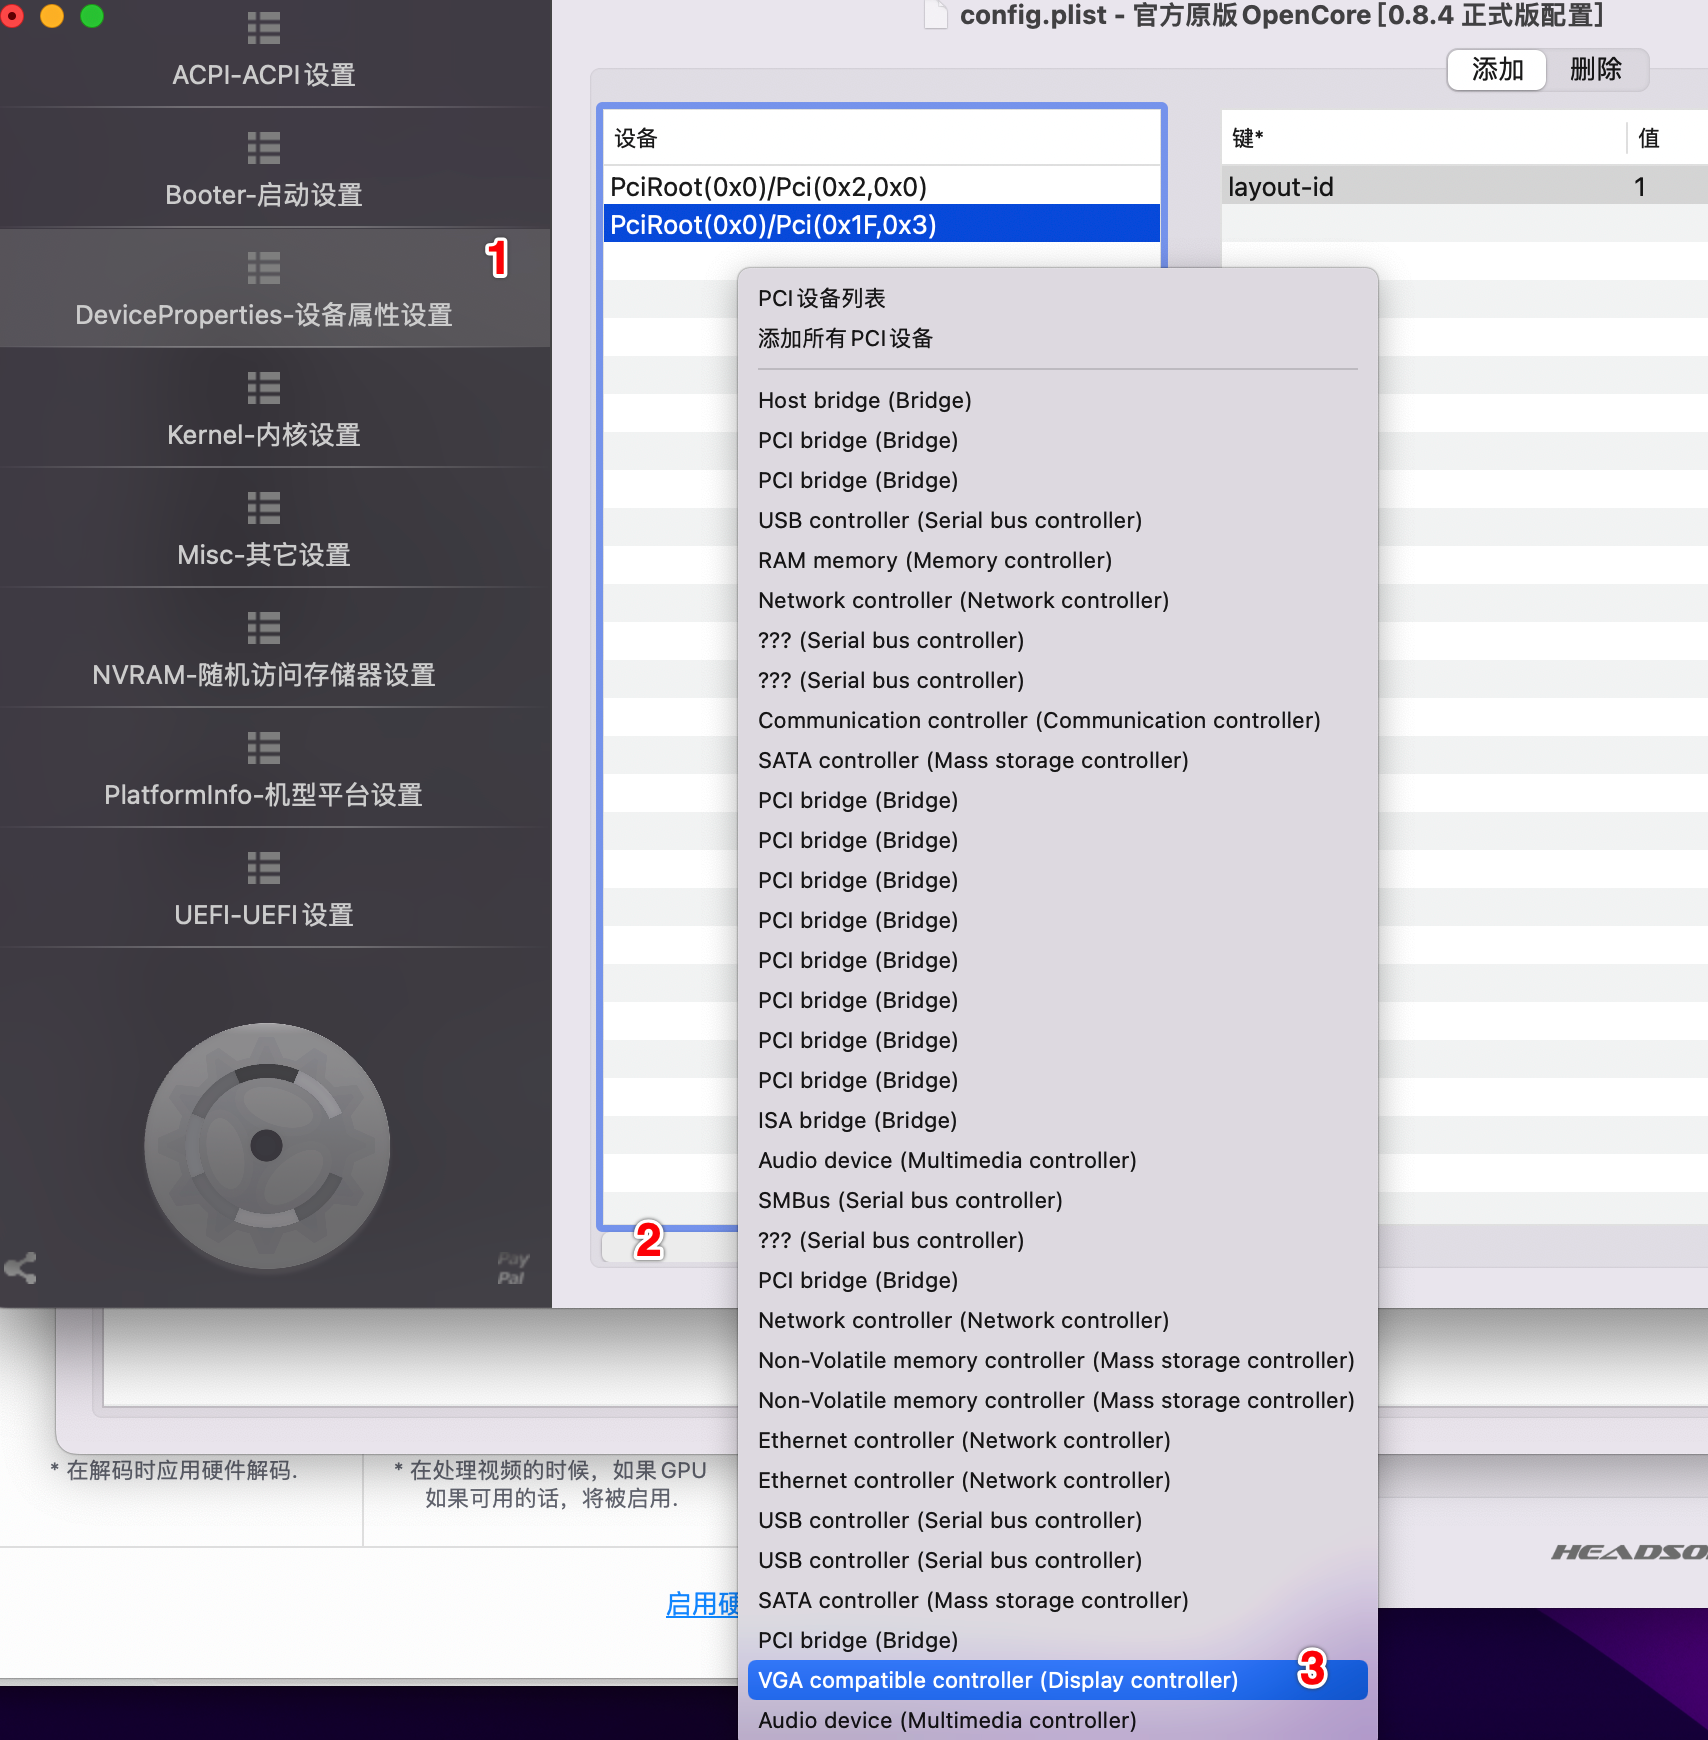 config.plist - 官方原版OpenCore [0.8.4 正式版配置]
ACPI-ACPI设置
Booter-启动设置
1
DeviceProperties-设备属性设置
Kernel-内核设置
Misc-其它设置
NVRAM-随机访问存储器设置
PlatformInfo-机型平台设置
UEFI-UEFI设置
Pay
Pal
添加
删除
设备
PciRoot(0x0)/Pci(0x2,0x0)
PciRoot(0x0)/Pci(0x1F,0x3)
键*
值
layout-id
1
2
PCI设备列表
添加所有PCI设备
Host bridge (Bridge)
PCI bridge (Bridge)
PCI bridge (Bridge)
USB controller (Serial bus controller)
RAM memory (Memory controller)
Network controller (Network controller)
??? (Serial bus controller)
??? (Serial bus controller)
Communication controller (Communication controller)
SATA controller (Mass storage controller)
PCI bridge (Bridge)
PCI bridge (Bridge)
PCI bridge (Bridge)
PCI bridge (Bridge)
PCI bridge (Bridge)
PCI bridge (Bridge)
PCI bridge (Bridge)
PCI bridge (Bridge)
ISA bridge (Bridge)
Audio device (Multimedia controller)
SMBus (Serial bus controller)
??? (Serial bus controller)
PCI bridge (Bridge)
Network controller (Network controller)
Non-Volatile memory controller (Mass storage controller)
Non-Volatile memory controller (Mass storage controller)
Ethernet controller (Network controller)
Ethernet controller (Network controller)
USB controller (Serial bus controller)
USB controller (Serial bus controller)
SATA controller (Mass storage controller)
PCI bridge (Bridge)
VGA compatible controller (Display controller)
3
Audio device (Multimedia controller)
* 在解码时应用硬件解码.
* 在处理视频的时候，如果GPU
如果可用的话，将被启用.
启用硬
HEADSO